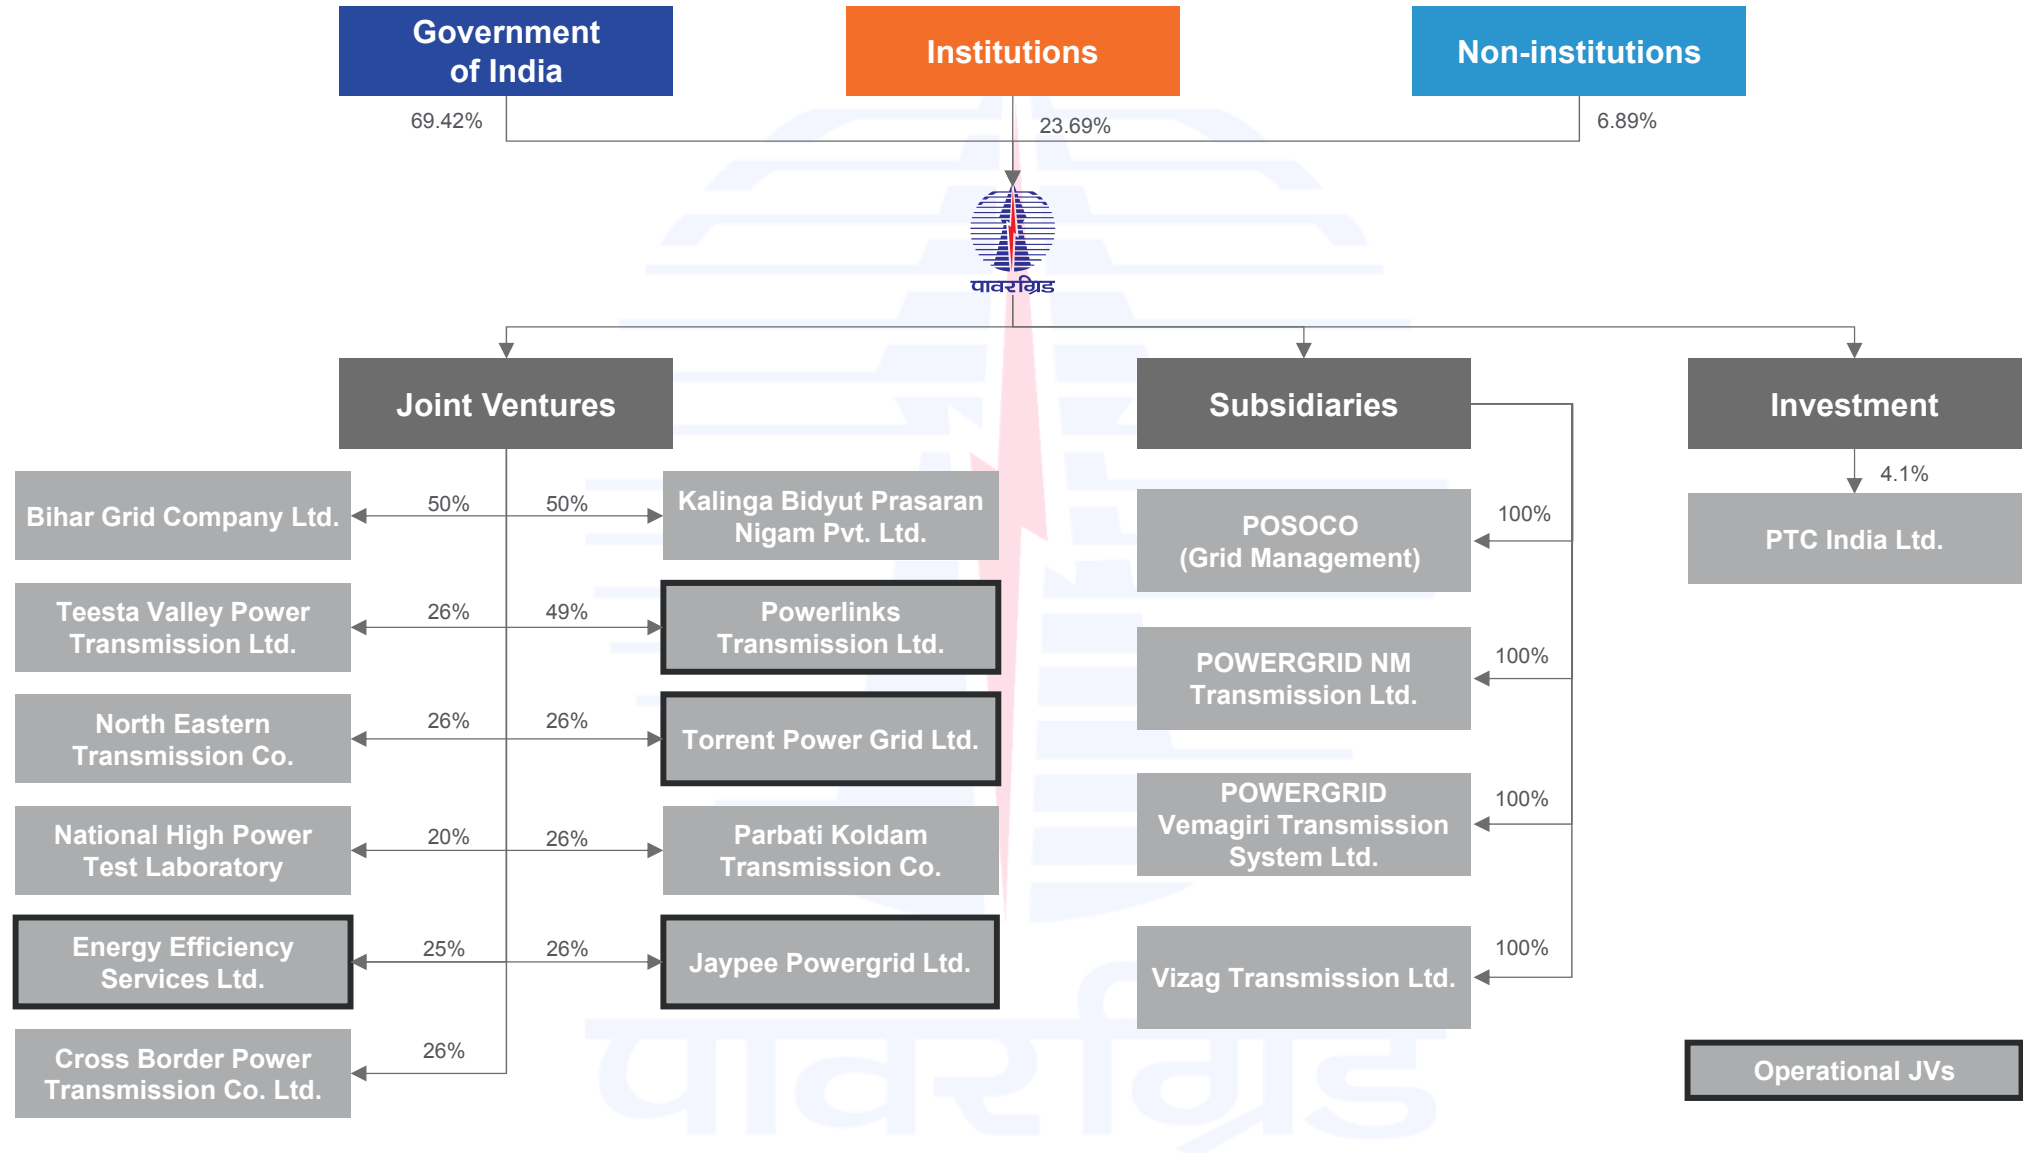 Government
of India
Institutions
Non-institutions
69.42%
23.69%
6.89%
पावरग्रिड
Joint Ventures
Subsidiaries
Investment
4.1%
Bihar Grid Company Ltd.
50%
50%
Kalinga Bidyut Prasaran
Nigam Pvt. Ltd.
100%
POSOCO
(Grid Management)
PTC India Ltd.
Teesta Valley Power
Transmission Ltd.
26%
49%
Powerlinks
Transmission Ltd.
POWERGRID NM
Transmission Ltd.
100%
North Eastern
Transmission Co.
26%
26%
Torrent Power Grid Ltd.
POWERGRID
Vemagiri Transmission
System Ltd.
100%
National High Power
Test Laboratory
20%
26%
Parbati Koldam
Transmission Co.
Energy Efficiency
Services Ltd.
25%
26%
Jaypee Powergrid Ltd.
Vizag Transmission Ltd.
100%
Cross Border Power
Transmission Co. Ltd.
26%
Operational JVs
पावरग्रिड